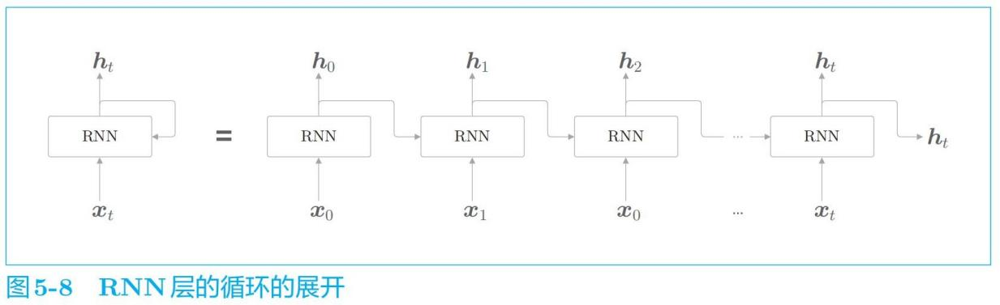 h_t h_0 h_1 h_2 h_t
RNN = RNN RNN RNN ... RNN h_t
x_t x_0 x_1 x_0 ... x_t
图5-8 RNN层的循环的展开